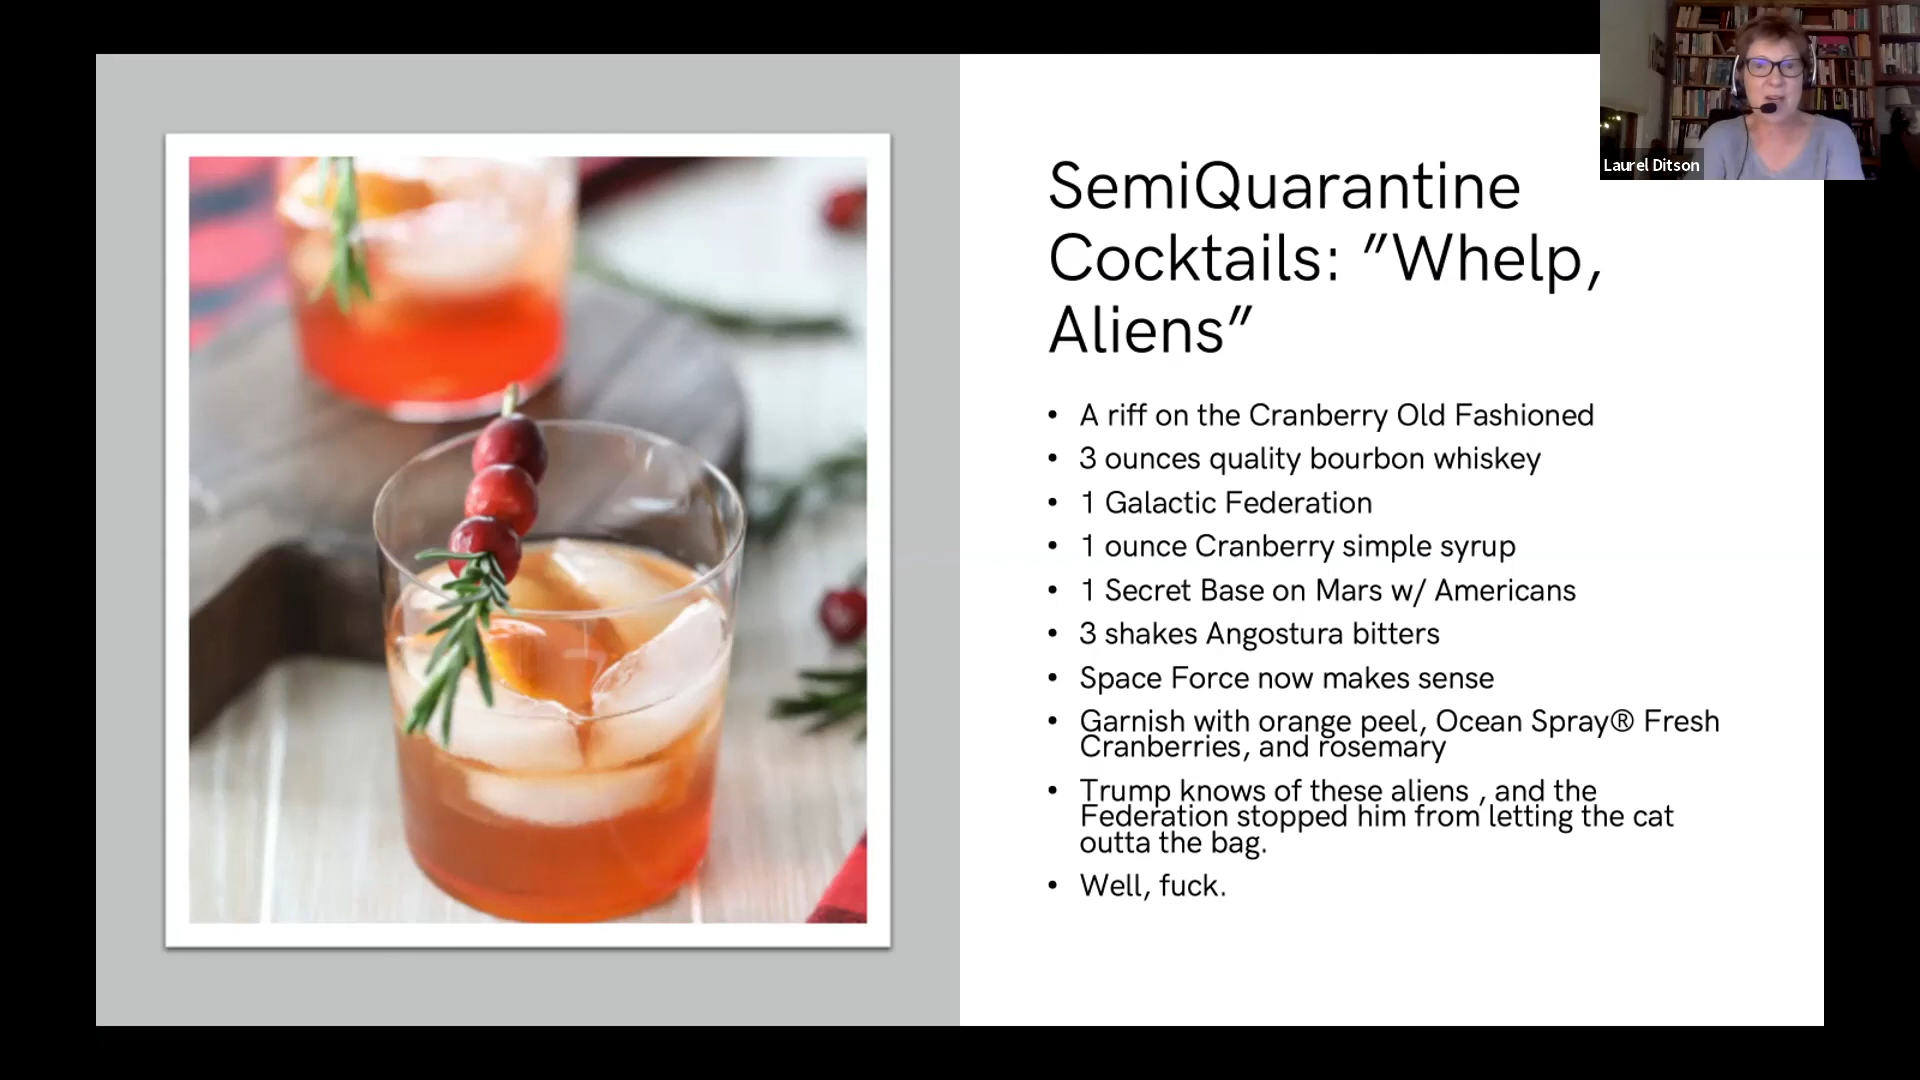 Laurel Ditson
SemiQuarantine
Cocktails: ”Whelp,
Aliens”
• A riff on the Cranberry Old Fashioned
• 3 ounces quality bourbon whiskey
• 1 Galactic Federation
• 1 ounce Cranberry simple syrup
• 1 Secret Base on Mars w/ Americans
• 3 shakes Angostura bitters
• Space Force now makes sense
• Garnish with orange peel, Ocean Spray® Fresh
Cranberries, and rosemary
• Trump knows of these aliens , and the
Federation stopped him from letting the cat
outta the bag.
• Well, fuck.